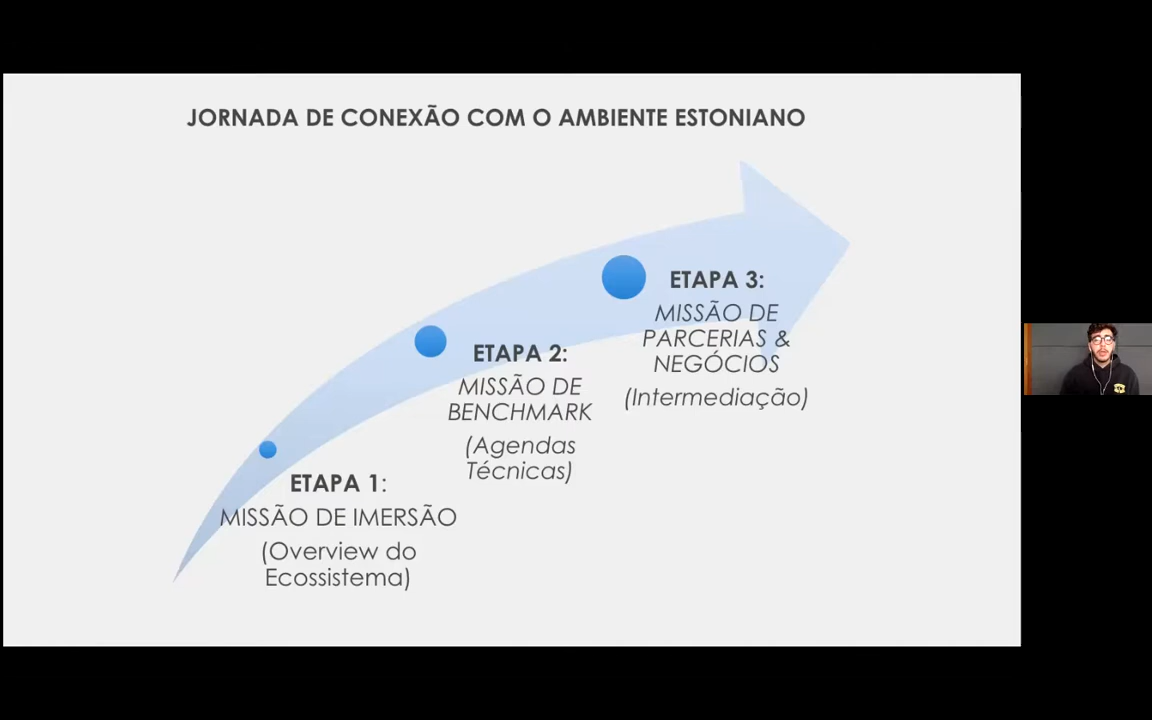 JORNADA DE CONEXÃO COM O AMBIENTE ESTONIANO
ETAPA 1:
MISSÃO DE IMERSÃO
(Overview do
Ecossistema)
ETAPA 2:
MISSÃO DE
BENCHMARK
(Agendas
Técnicas)
ETAPA 3:
MISSÃO DE
PARCERIAS &
NEGÓCIOS
(Intermediação)